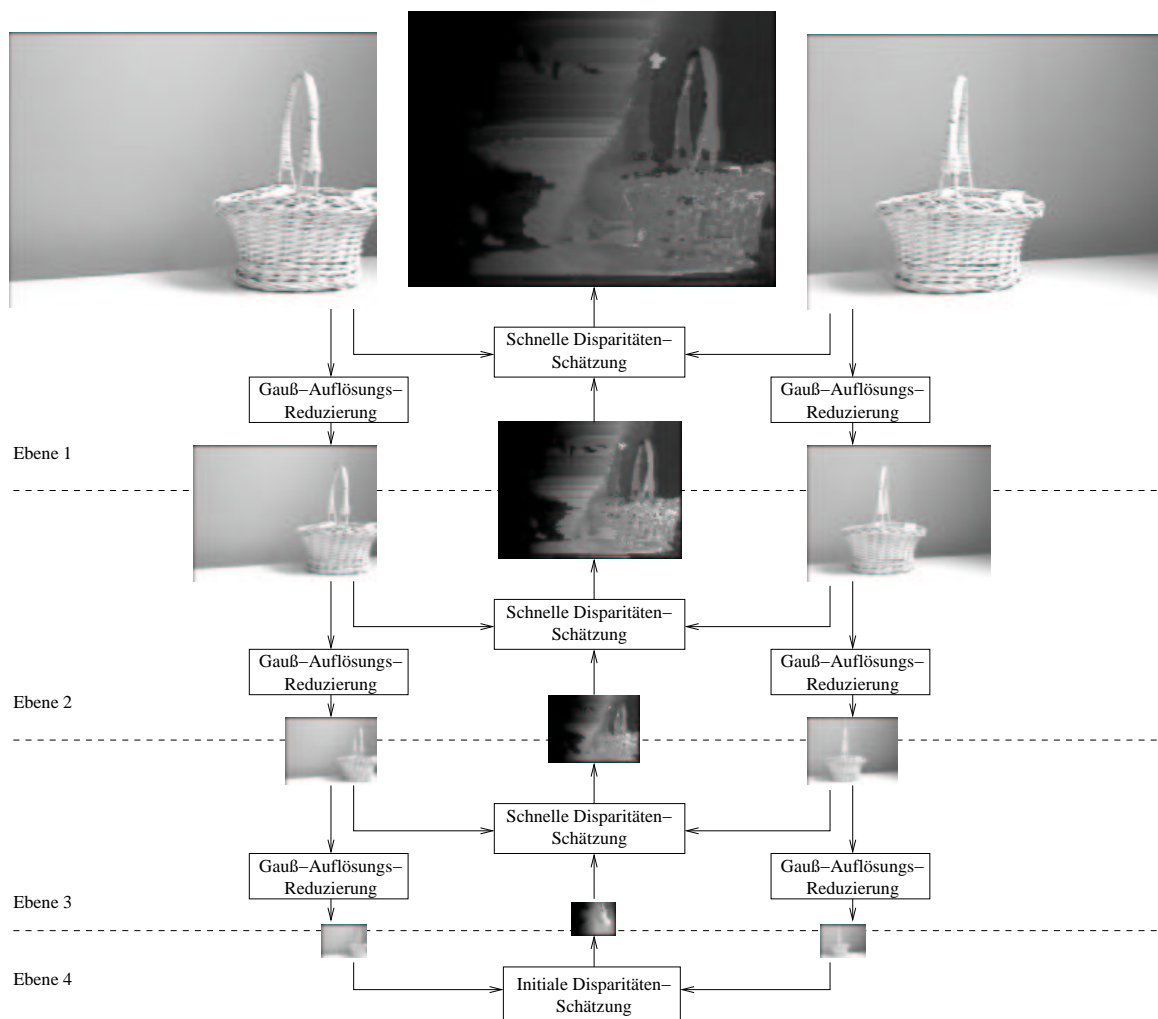 Schnelle Disparitäten–
Schätzung
Gauß–Auflösungs–
Reduzierung
Gauß–Auflösungs–
Reduzierung
Ebene 1
Schnelle Disparitäten–
Schätzung
Gauß–Auflösungs–
Reduzierung
Gauß–Auflösungs–
Reduzierung
Ebene 2
Schnelle Disparitäten–
Schätzung
Gauß–Auflösungs–
Reduzierung
Gauß–Auflösungs–
Reduzierung
Ebene 3
Ebene 4
Initiale Disparitäten–
Schätzung